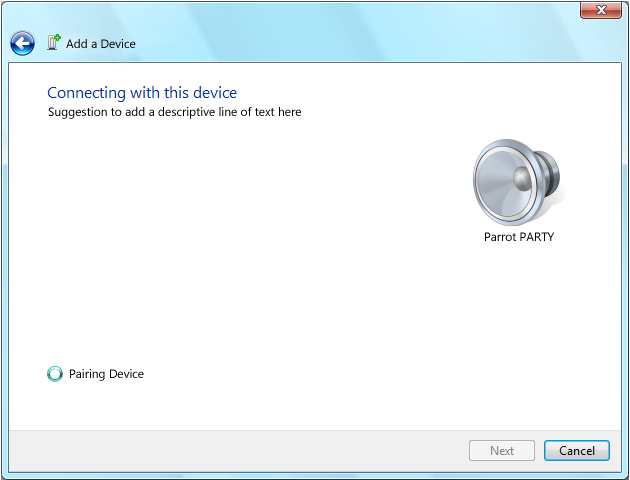 Add a Device
Connecting with this device
Suggestion to add a descriptive line of text here
Parrot PARTY
Pairing Device
Next
Cancel